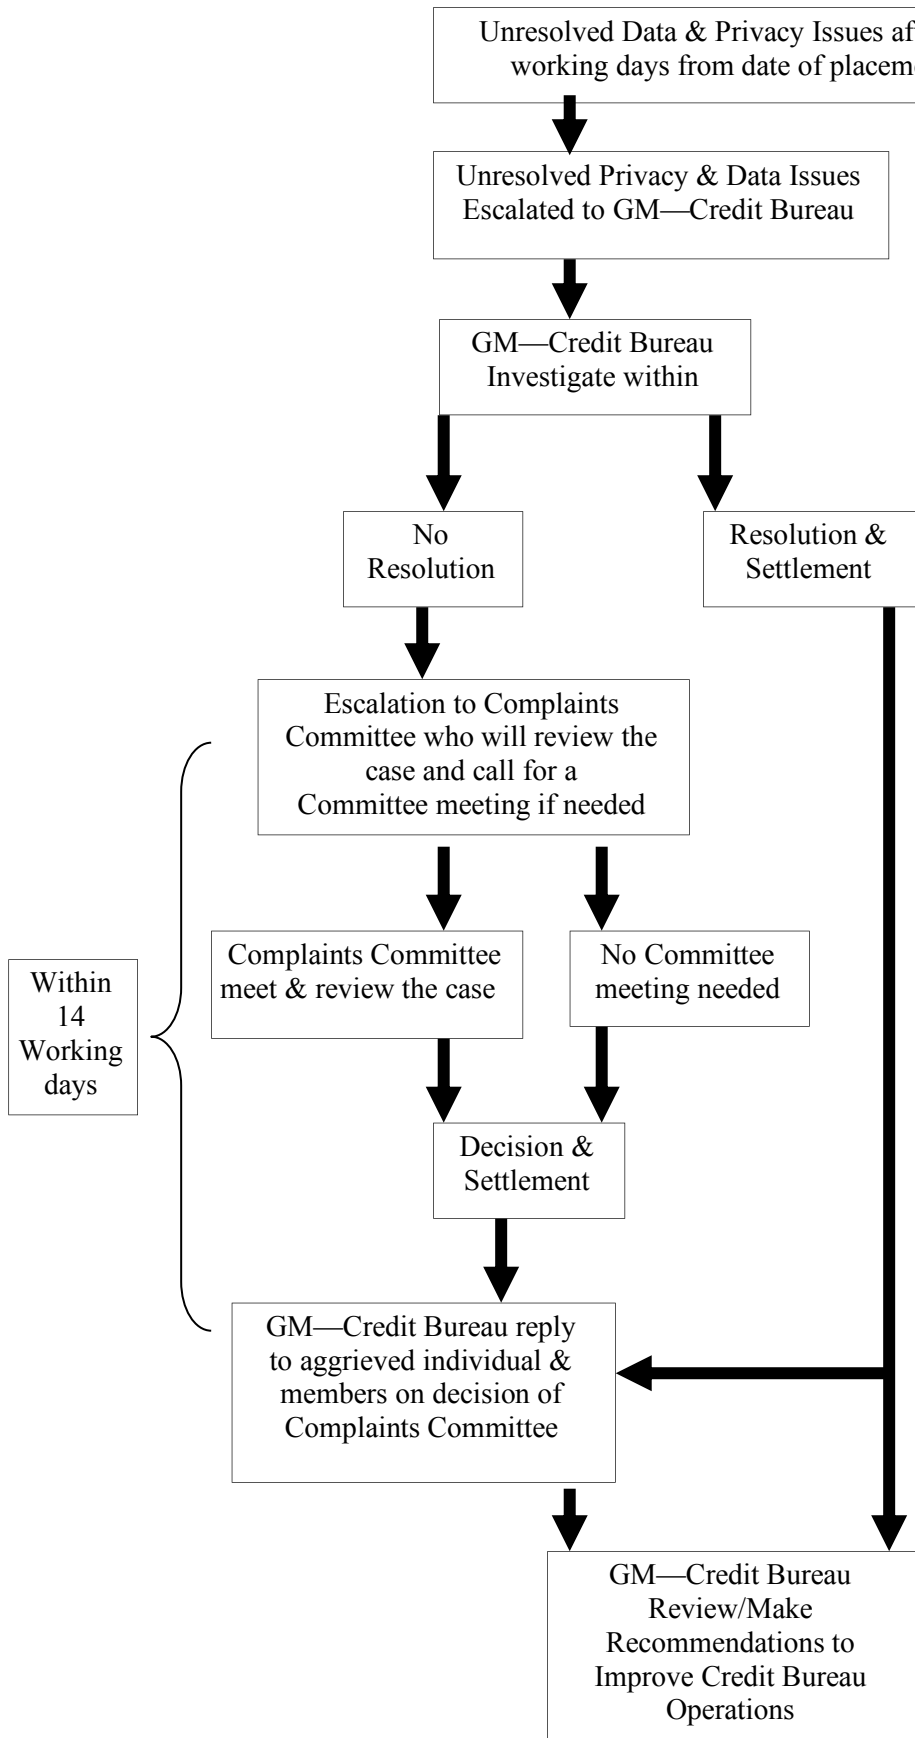 Unresolved Data & Privacy Issues
working days from date of
Unresolved Privacy & Data Issues
Escalated to GM—Credit Bureau
GM—Credit Bureau
Investigate within
No
Resolution
Resolution &
Settlement
Escalation to Complaints
Committee who will review the
case and call for a
Committee meeting if needed
Complaints Committee
meet & review the case
No Committee
meeting needed
Within
14
Working
days
Decision &
Settlement
GM—Credit Bureau reply
to aggrieved individual &
members on decision of
Complaints Committee
GM—Credit Bureau
Review/Make
Recommendations to
Improve Credit Bureau
Operations